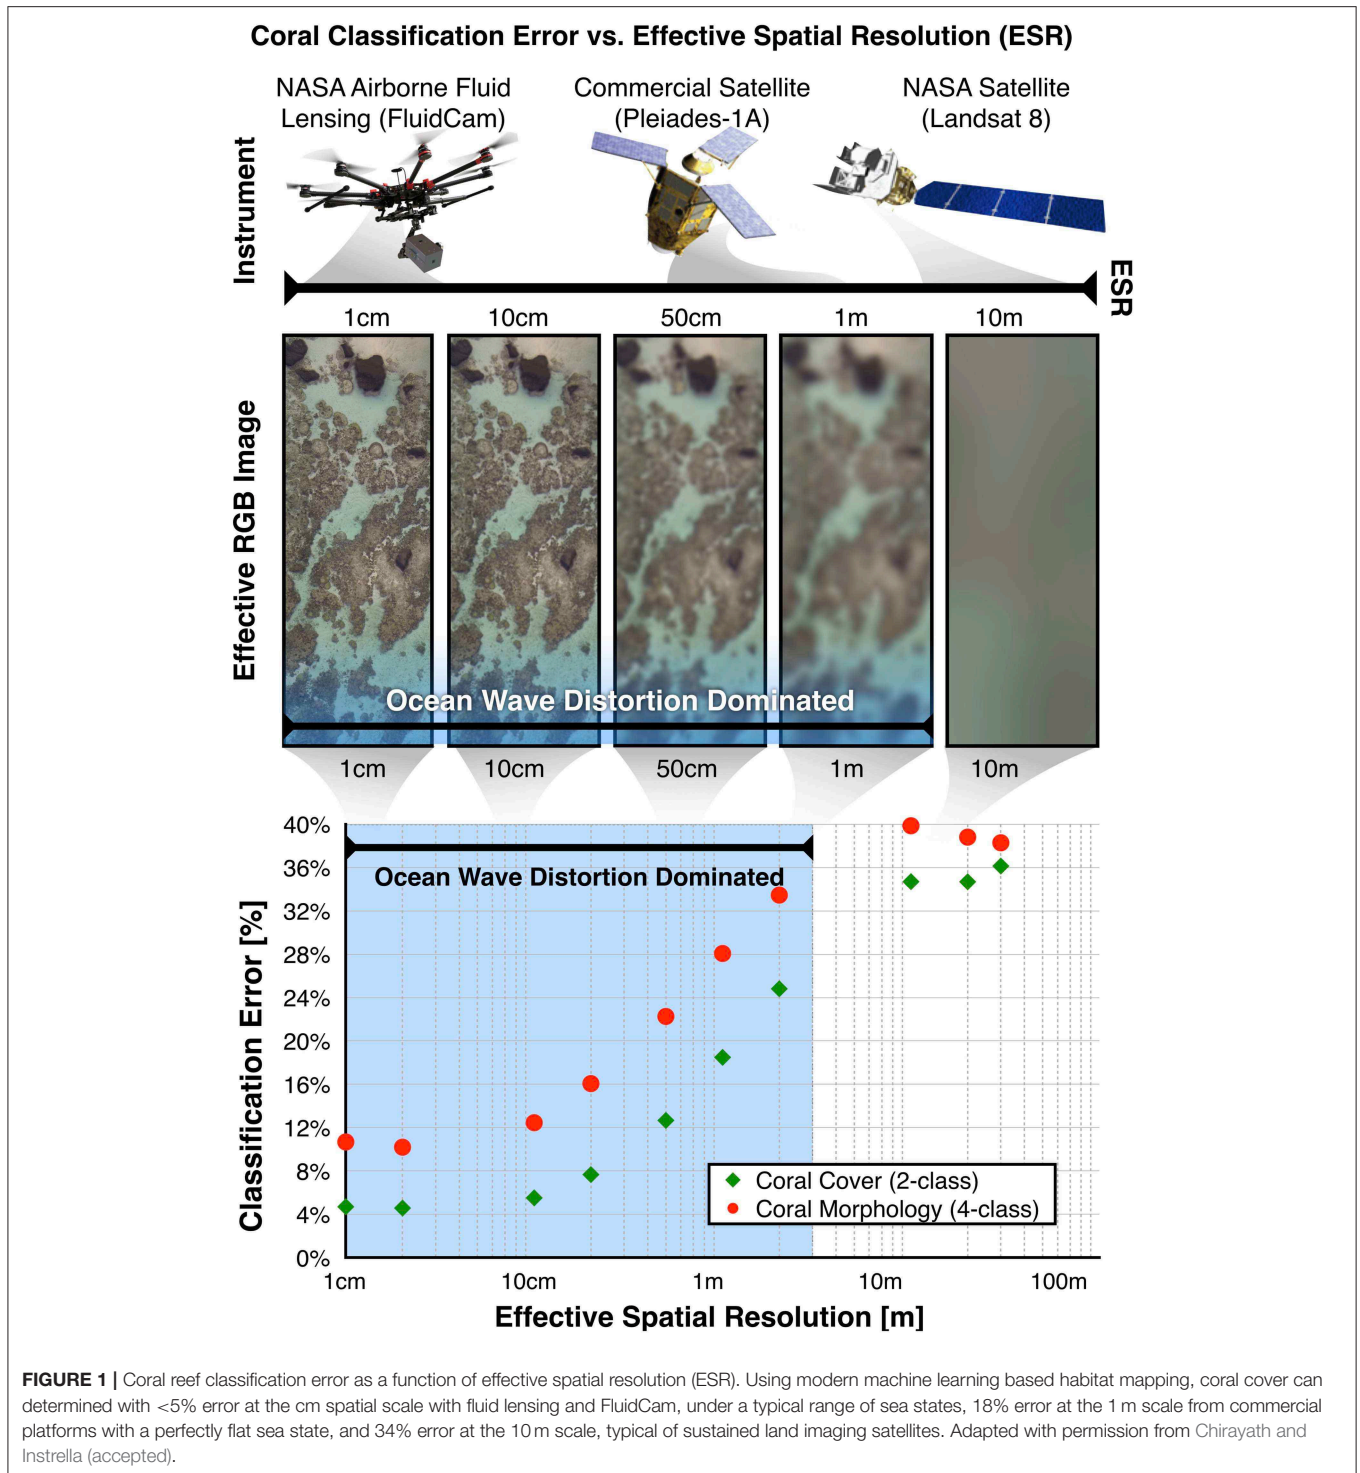 Coral Classification Error vs. Effective Spatial Resolution (ESR)
NASA Airborne Fluid
Lensing (FluidCam)
Commercial Satellite
(Pleiades-1A)
NASA Satellite
(Landsat 8)
Instrument
ESR
1cm 10cm 50cm 1m 10m
Effective RGB Image
Ocean Wave Distortion Dominated
1cm 10cm 50cm 1m 10m
Classification Error [%]
40%
Ocean Wave Distortion Dominated
36%
32%
28%
24%
20%
16%
12%
8%
4%
0%
Coral Cover (2-class)
Coral Morphology (4-class)
1cm 10cm 1m 10m 100m
Effective Spatial Resolution [m]
FIGURE 1 | Coral reef classification error as a function of effective spatial resolution (ESR). Using modern machine learning based habitat mapping, coral cover can
determined with <5% error at the cm spatial scale with fluid lensing and FluidCam, under a typical range of sea states, 18% error at the 1 m scale from commercial
platforms with a perfectly flat sea state, and 34% error at the 10 m scale, typical of sustained land imaging satellites. Adapted with permission from Chirayath and
Instrella (accepted).